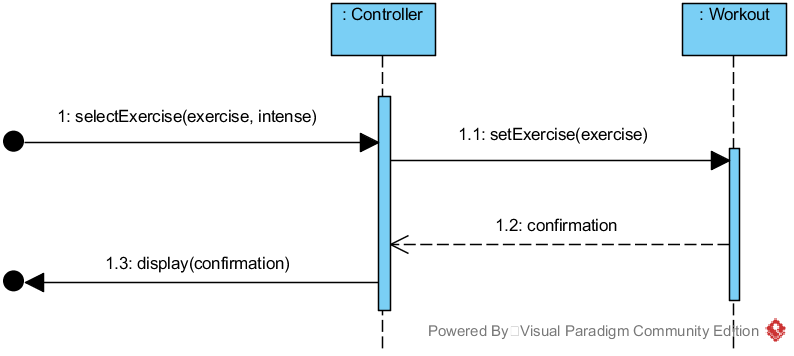 : Controller
: Workout
1: selectExercise(exercise, intense)
1.1: setExercise(exercise)
1.2: confirmation
1.3: display(confirmation)
Powered By Visual Paradigm Community Edition